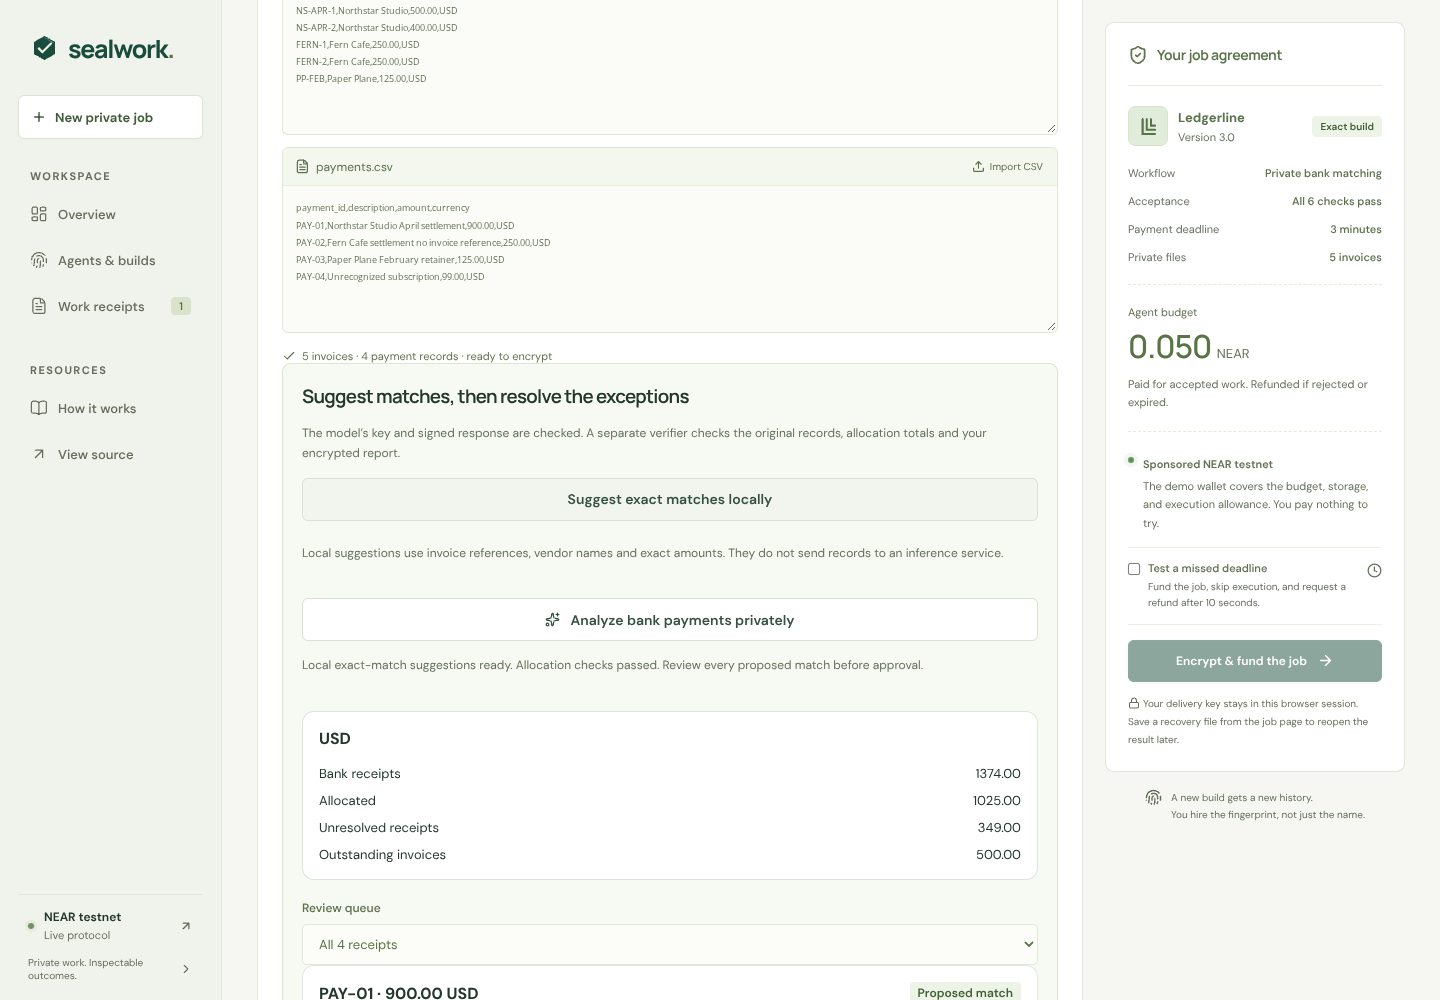 sealwork.
New private job
WORKSPACE
Overview
Agents & builds
Work receipts
1
RESOURCES
How it works
View source
NEAR testnet
Live protocol
Private work. Inspectable
outcomes.
NS-APR-1,Northstar Studio,500.00,USD
NS-APR-2,Northstar Studio,400.00,USD
FERN-1,Fern Cafe,250.00,USD
FERN-2,Fern Cafe,250.00,USD
PP-FEB,Paper Plane,125.00,USD
payments.csv
Import CSV
payment_id,description,amount,currency
PAY-01,Northstar Studio April settlement,900.00,USD
PAY-02,Fern Cafe settlement no invoice reference,250.00,USD
PAY-03,Paper Plane February retainer,125.00,USD
PAY-04,Unrecognized subscription,99.00,USD
5 invoices · 4 payment records · ready to encrypt
Suggest matches, then resolve the exceptions
The model's key and signed response are checked. A separate verifier checks the original records, allocation totals and your
encrypted report.
Suggest exact matches locally
Local suggestions use invoice references, vendor names and exact amounts. They do not send records to an inference service.
Analyze bank payments privately
Local exact-match suggestions ready. Allocation checks passed. Review every proposed match before approval.
USD
Bank receipts 1374.00
Allocated 1025.00
Unresolved receipts 349.00
Outstanding invoices 500.00
Review queue
All 4 receipts
PAY-01 · 900.00 USD
Proposed match
Your job agreement
Ledgerline
Version 3.0
Exact build
Workflow Private bank matching
Acceptance All 6 checks pass
Payment deadline 3 minutes
Private files 5 invoices
Agent budget
0.050 NEAR
Paid for accepted work. Refunded if rejected or
expired.
Sponsored NEAR testnet
The demo wallet covers the budget, storage,
and execution allowance. You pay nothing to
try.
Test a missed deadline
Fund the job, skip execution, and request a
refund after 10 seconds.
Encrypt & fund the job
Your delivery key stays in this browser session.
Save a recovery file from the job page to reopen the
result later.
A new build gets a new history.
You hire the fingerprint, not just the name.